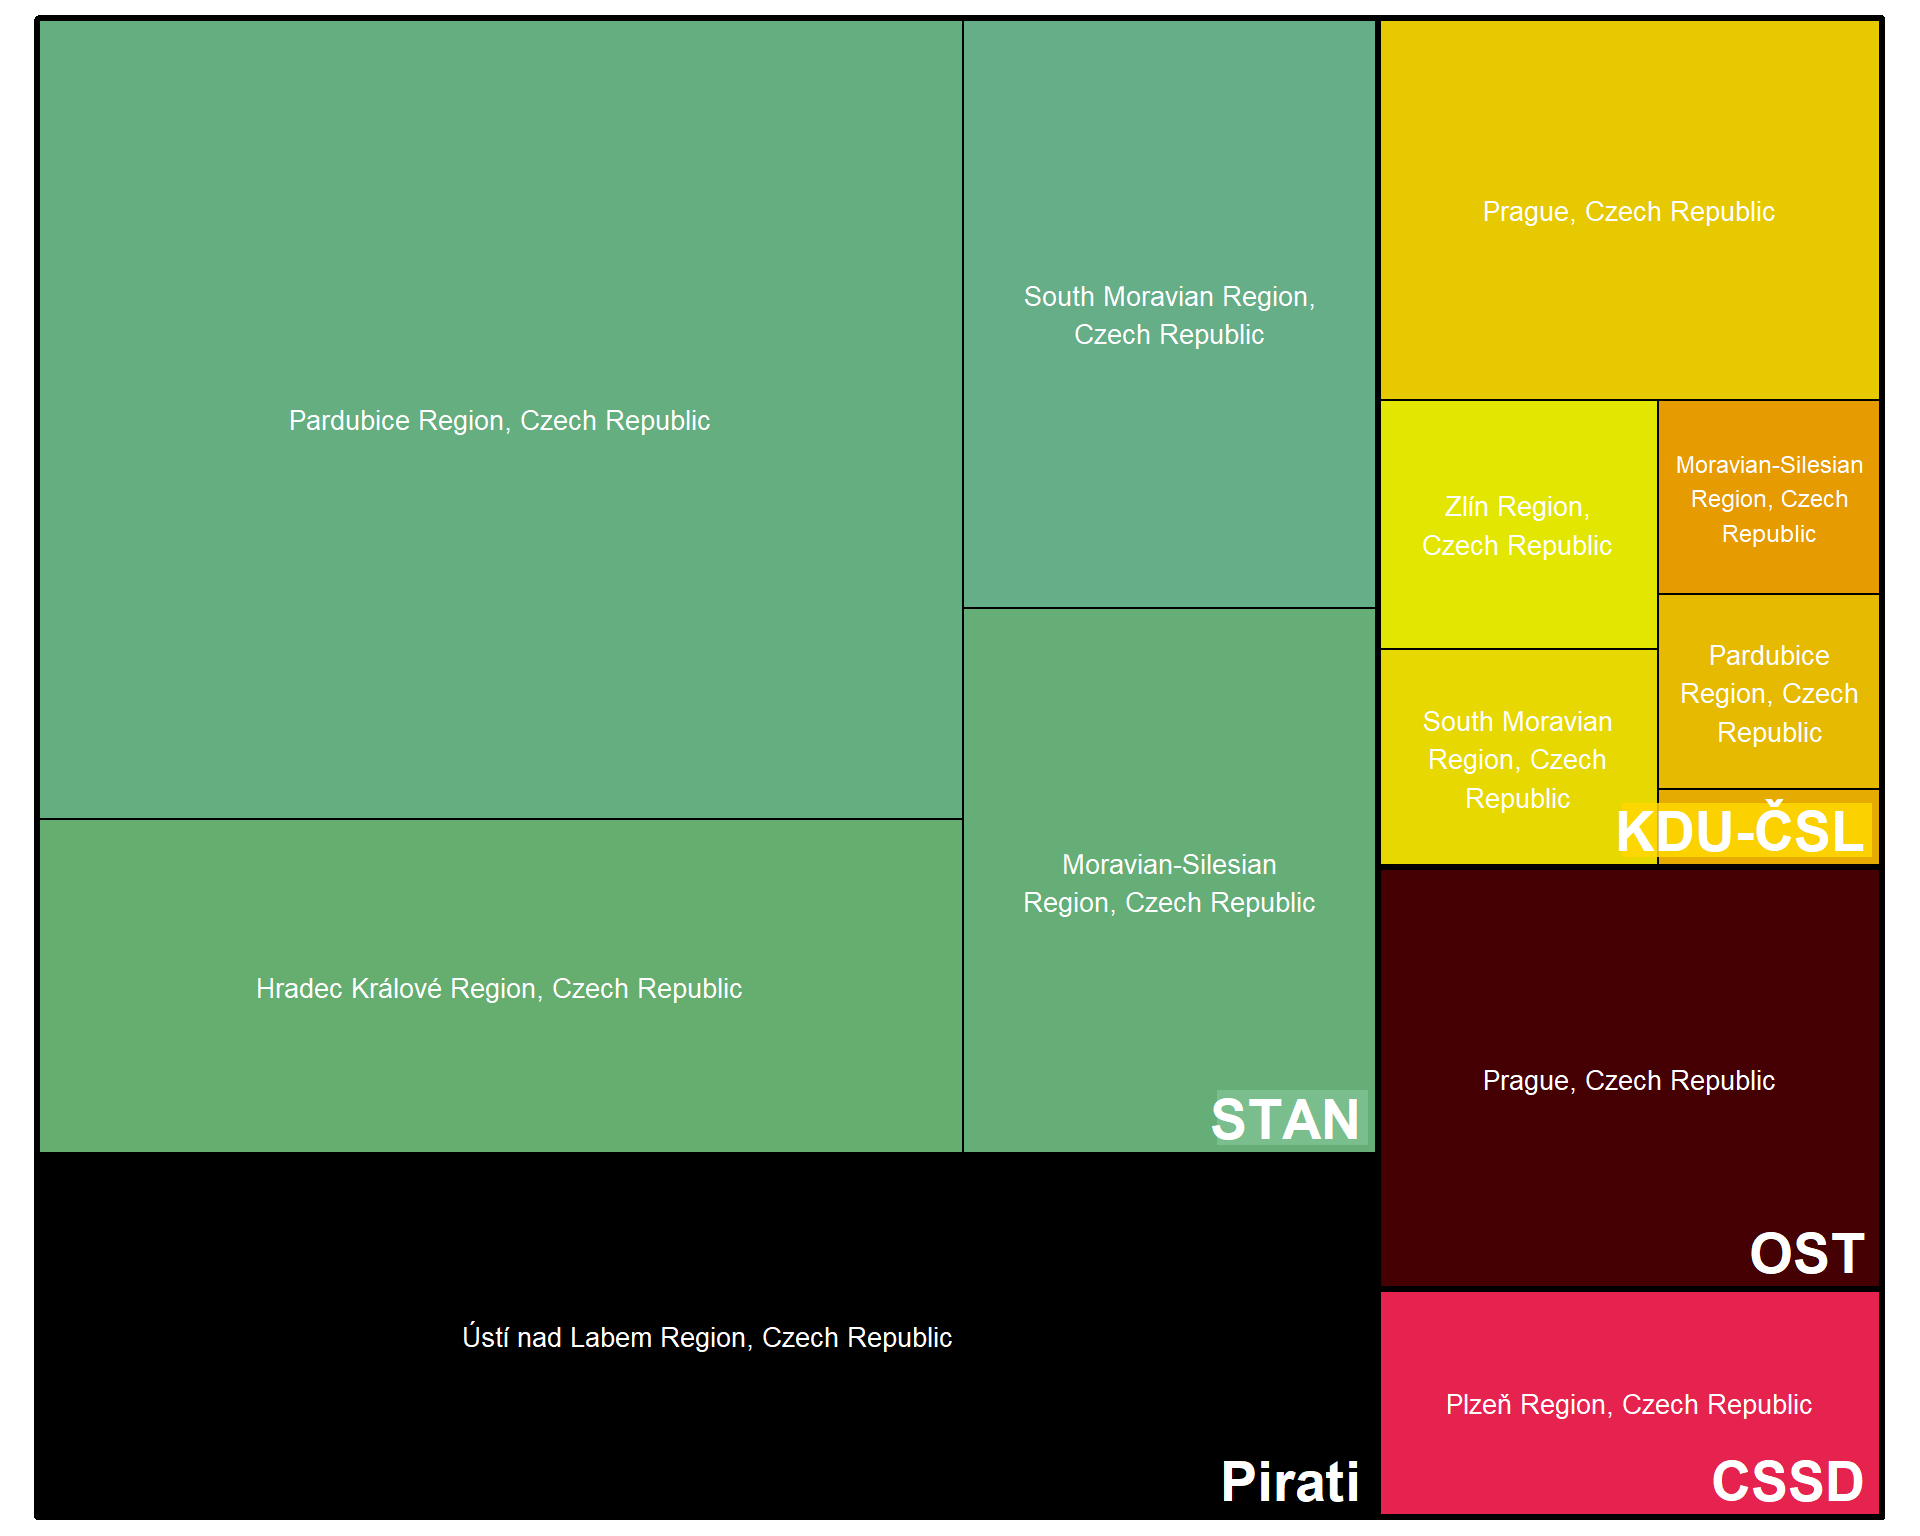 Pardubice Region, Czech Republic
Hradec Králové Region, Czech Republic
South Moravian Region,
Czech Republic
Moravian-Silesian
Region, Czech Republic
STAN
Ústí nad Labem Region, Czech Republic
Pirati
Prague, Czech Republic
Zlín Region,
Czech Republic
South Moravian
Region, Czech
Republic
Moravian-Silesian
Region, Czech
Republic
Pardubice
Region, Czech
Republic
KDU-ČSL
Prague, Czech Republic
OST
Plzeň Region, Czech Republic
CSSD